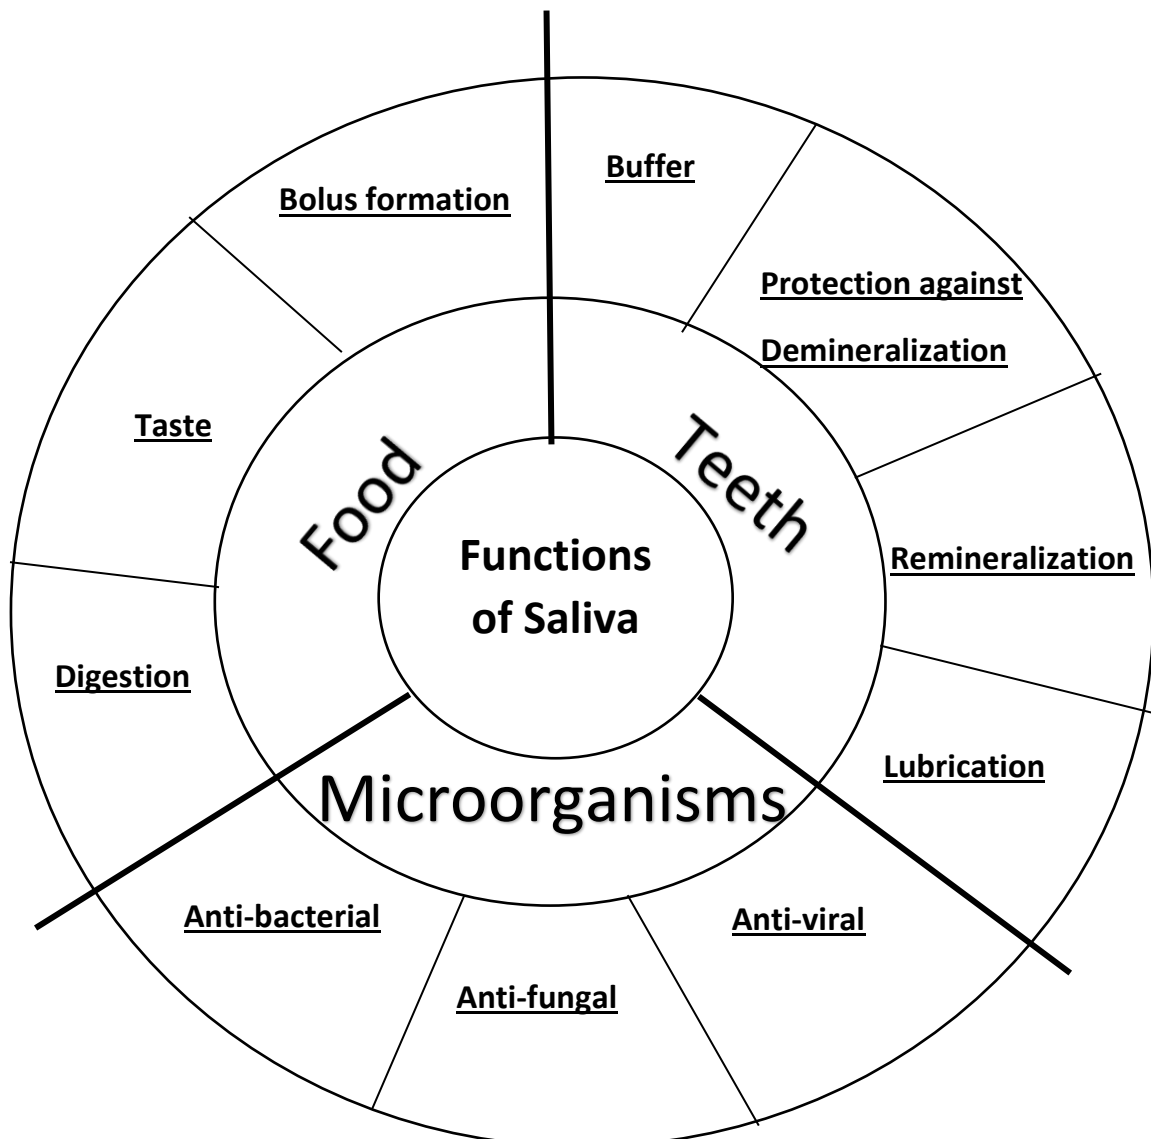 Functions
of Saliva
Food
Teeth
Microorganisms
Bolus formation
Buffer
Protection against
Demineralization
Taste
Remineralization
Digestion
Lubrication
Anti-bacterial
Anti-viral
Anti-fungal